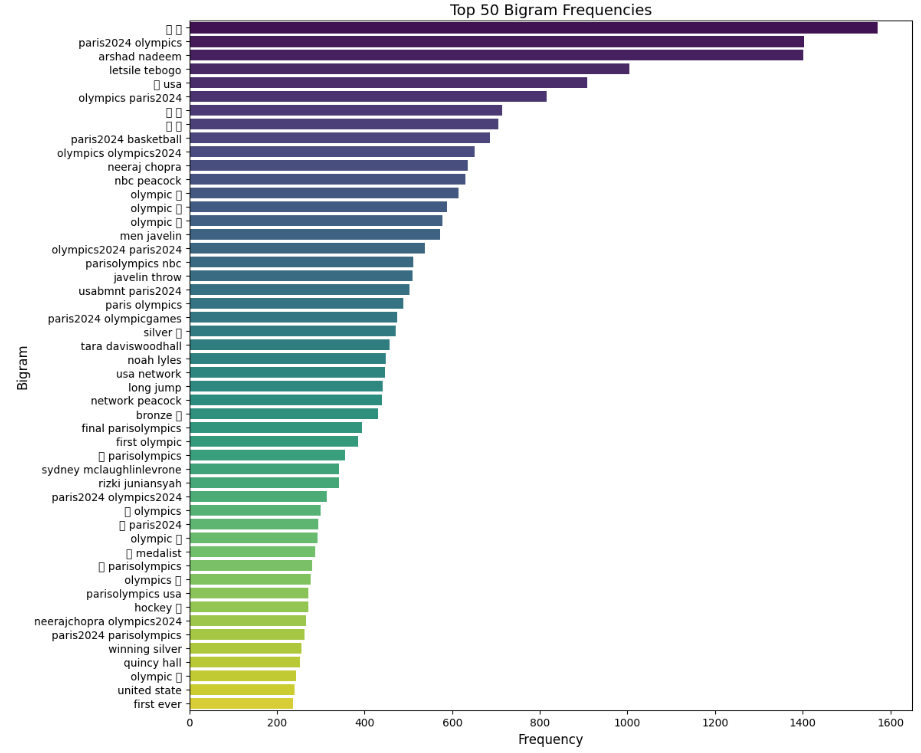 Top 50 Bigram Frequencies
paris2024 olympics
arshad nadeem
letsile tebogo
usa
olympics paris2024
paris2024 basketball
olympics olympics2024
neeraj chopra
nbc peacock
olympic
olympic
olympic
men javelin
olympics2024 paris2024
parisolympics nbc
javelin throw
usabmnt paris2024
paris olympics
paris2024 olympicgames
silver
tara daviswoodhall
noah lyles
usa network
long jump
network peacock
bronze
final parisolympics
first olympic
parisolympics
sydney mclaughlinlevrone
rizki juniansyah
paris2024 olympics2024
olympics
paris2024
olympic
medalist
parisolympics
olympics
parisolympics usa
hockey
neerajchopra olympics2024
paris2024 parisolympics
winning silver
quincy hall
olympic
united state
first ever
Bigram
0 200 400 600 800 1000 1200 1400 1600
Frequency